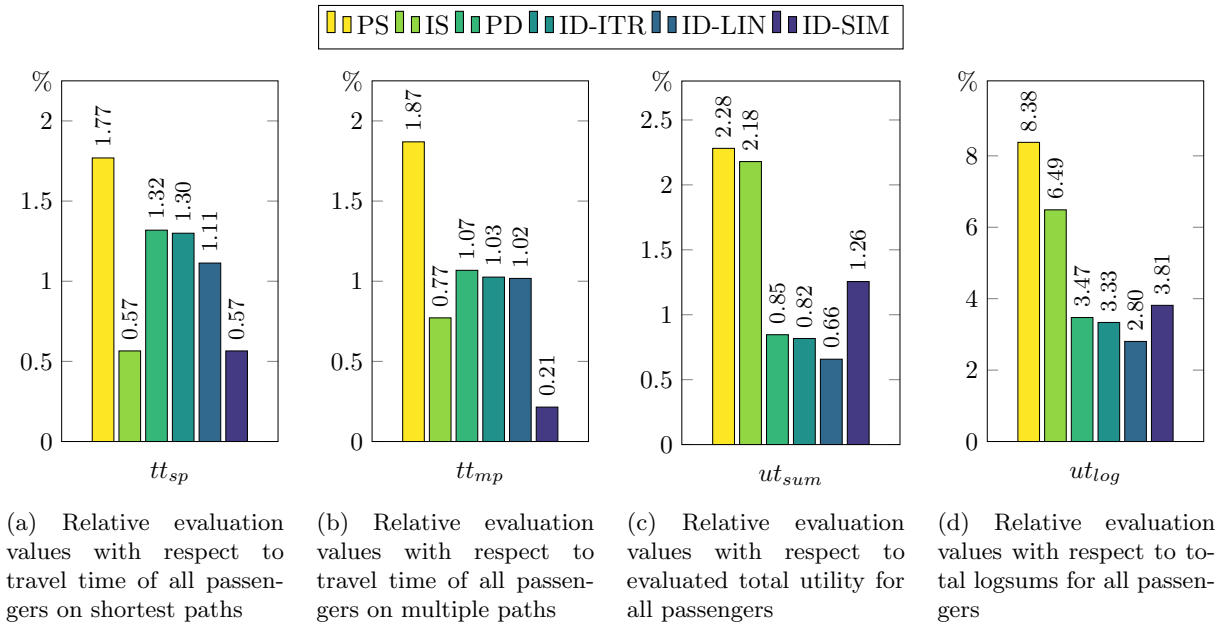 PS IS PD ID-ITR ID-LIN ID-SIM
%
2
1.5
1
0.5
0
1.77
0.57
1.32
1.30
1.11
0.57
tt_sp
%
2
1.5
1
0.5
0
1.87
0.77
1.07
1.03
1.02
0.21
tt_mp
%
2.5
2
1.5
1
0.5
0
2.28
2.18
0.85
0.82
0.66
1.26
ut_sum
%
8
6
4
2
0
8.38
6.49
3.47
3.33
2.80
3.81
ut_log
(a) Relative evaluation
values with respect to
travel time of all passen-
gers on shortest paths
(b) Relative evaluation
values with respect to
travel time of all passen-
gers on multiple paths
(c) Relative evaluation
values with respect to
evaluated total utility for
all passengers
(d) Relative evaluation
values with respect to to-
tal logsums for all passen-
gers